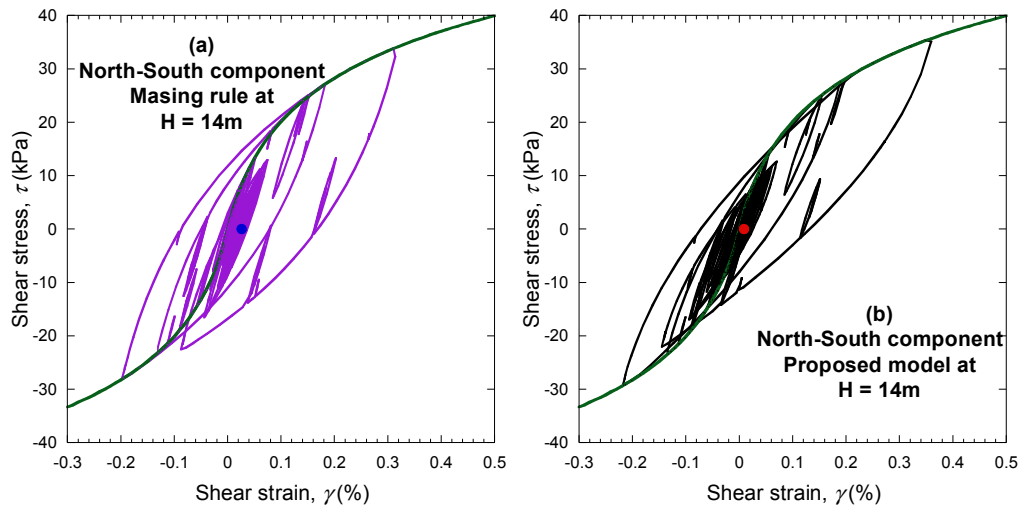 40
30
20
10
0
-10
-20
-30
-40
Shear stress, τ (kPa)
(a)
North-South component
Masing rule at
H = 14m
-0.3 -0.2 -0.1 0 0.1 0.2 0.3 0.4 0.5
Shear strain, γ (%)
40
30
20
10
0
-10
-20
-30
-40
Shear stress, τ (kPa)
(b)
North-South component
Proposed model at
H = 14m
-0.3 -0.2 -0.1 0 0.1 0.2 0.3 0.4 0.5
Shear strain, γ (%)